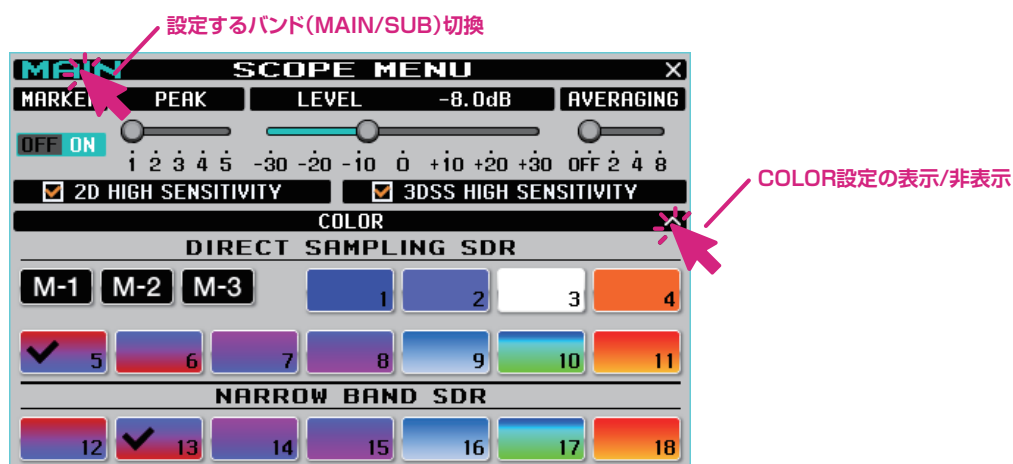 設定するバンド(MAIN/SUB)切換
MAIN SCOPE MENU ×
MARKER PEAK LEVEL -8.0dB AVERAGING
OFF ON
1 2 3 4 5 -30 -20 -10 0 +10 +20 +30 OFF 2 4 8
2D HIGH SENSITIVITY 3DSS HIGH SENSITIVITY
COLOR設定の表示/非表示
COLOR
DIRECT SAMPLING SDR
M-1 M-2 M-3 1 2 3 4
5 6 7 8 9 10 11
NARROW BAND SDR
12 13 14 15 16 17 18